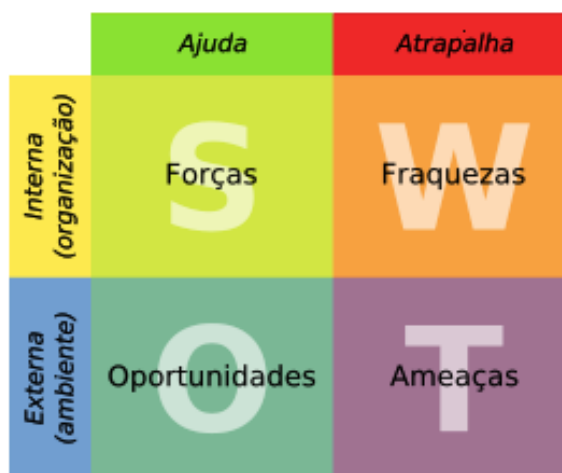 Ajuda
Atrapalha
Interna
(organização)
S
Forças
W
Fraquezas
Externa
(ambiente)
O
Oportunidades
T
Ameaças